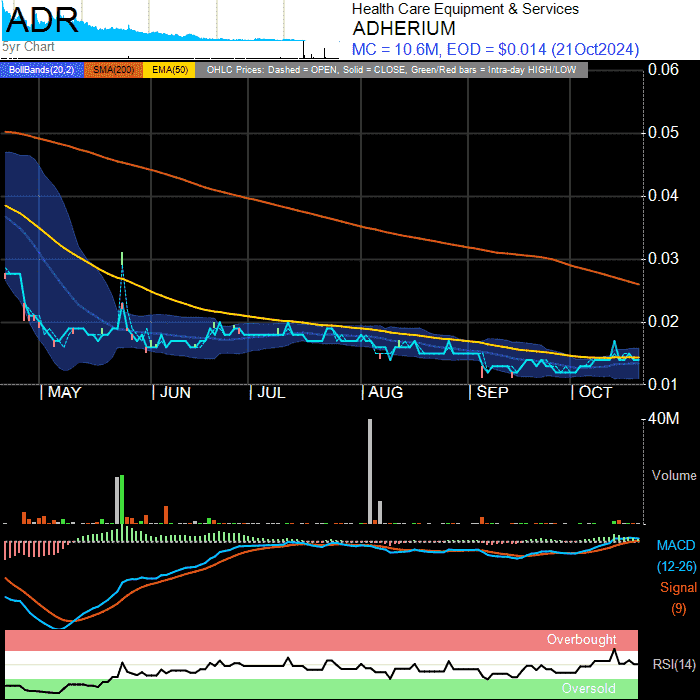 ADR
5yr Chart
Health Care Equipment & Services
ADHERIUM
MC = 10.6M, EOD = $0.014 (21Oct2024)
BollBands(20,2) SMA(200) EMA(50) OHLC Prices: Dashed = OPEN, Solid = CLOSE, Green/Red bars = Intra-day HIGH/LOW
0.06
0.05
0.04
0.03
0.02
0.01
MAY JUN JUL AUG SEP OCT
40M
Volume
MACD
(12-26)
Signal
(9)
Overbought
RSI(14)
Oversold